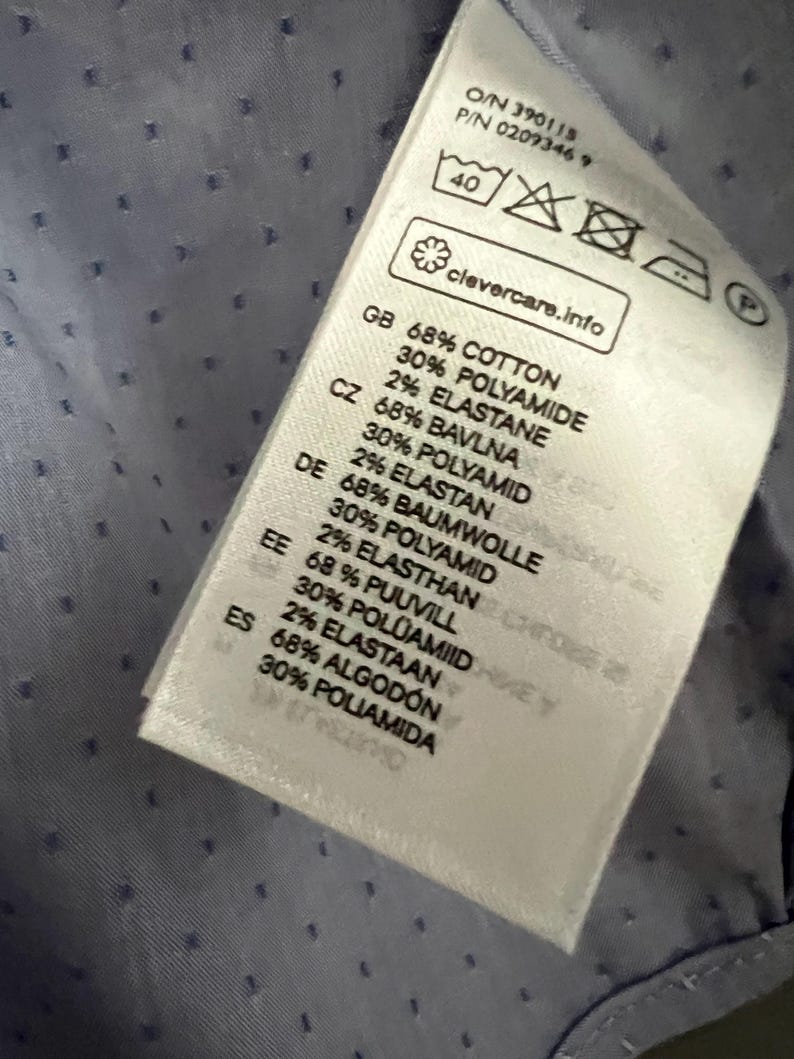 O/N 390115
P/N 0209346 9
40
P
clevercare.info
GB 68% COTTON
30% POLYAMIDE
2% ELASTANE
CZ 68% BAVLNA
30% POLYAMID
2% ELASTAN
DE 68% BAUMWOLLE
30% POLYAMID
2% ELASTHAN
EE 68 % PUUVILL
30% POLÜAMIID
2% ELASTAAN
ES 68% ALGODÓN
30% POLIAMIDA